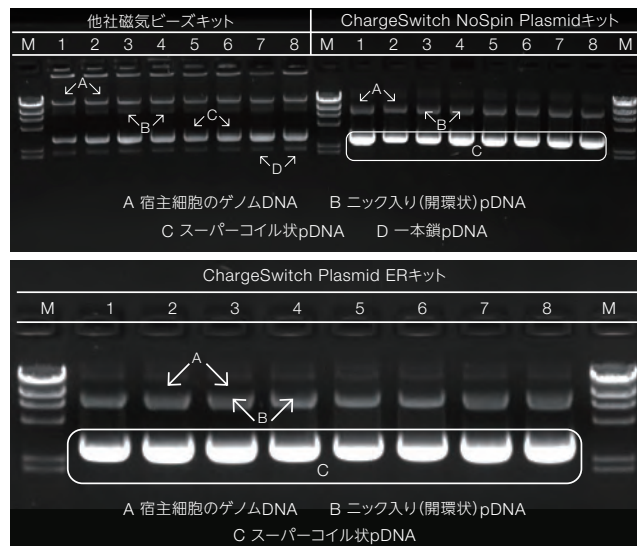 他社磁気ビーズキット
ChargeSwitch NoSpin Plasmidキット
M 1 2 3 4 5 6 7 8 M 1 2 3 4 5 6 7 8 M
A
A
B
C
B
D
C
A 宿主細胞のゲノムDNA B ニック入り(開環状)pDNA
C スーパーコイル状pDNA D 一本鎖pDNA
ChargeSwitch Plasmid ERキット
M 1 2 3 4 5 6 7 8 M
A
B
C
A 宿主細胞のゲノムDNA B ニック入り(開環状)pDNA
C スーパーコイル状pDNA